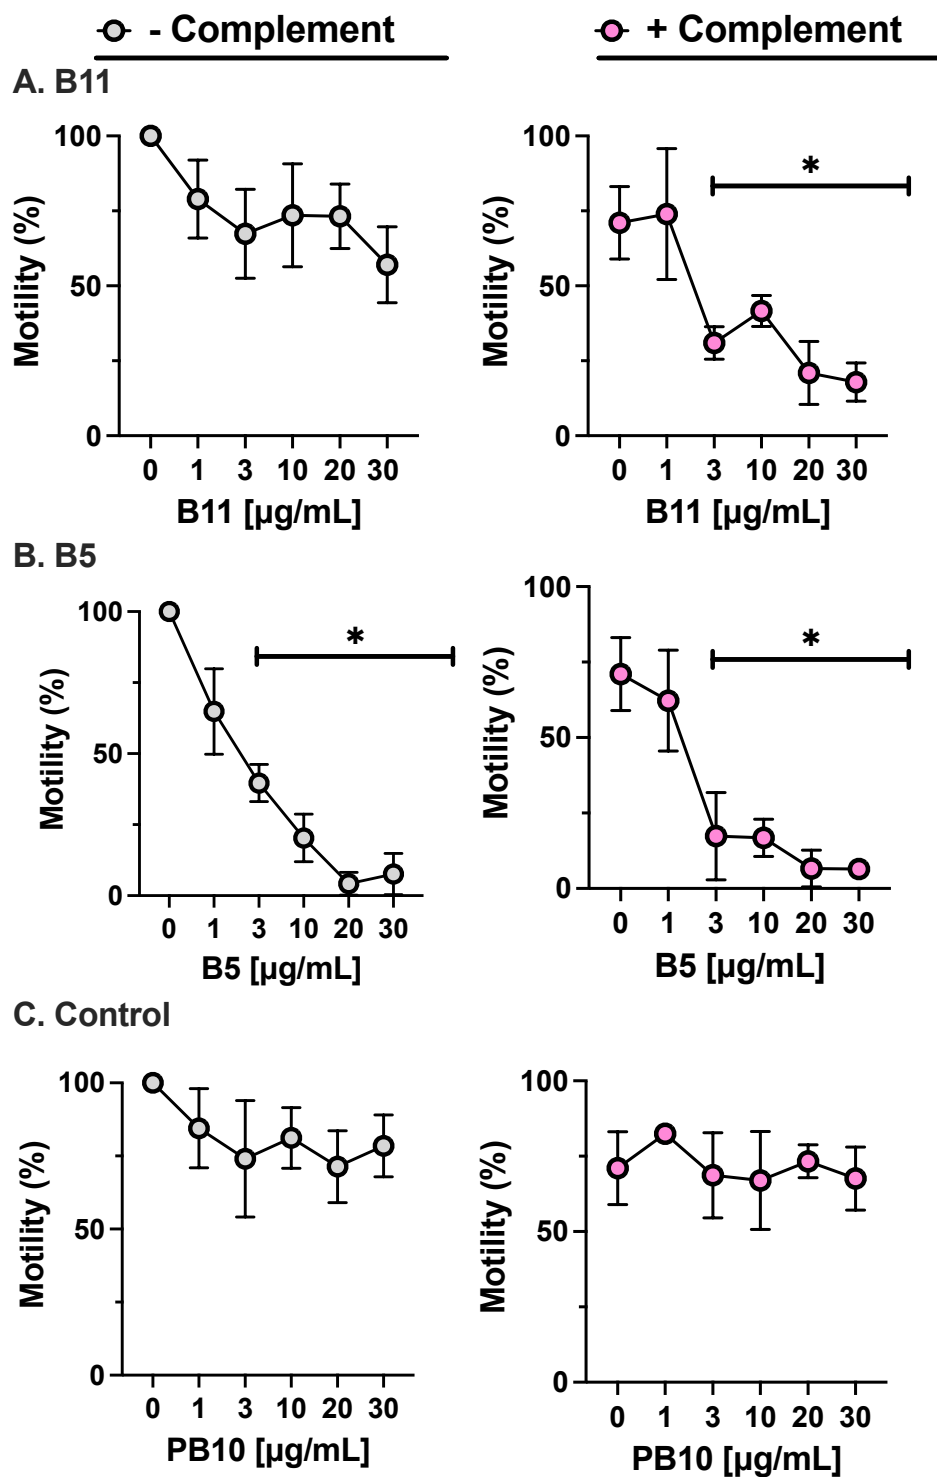 - Complement
+ Complement
A. B11
Motility (%)
100
50
0
0 1 3 10 20 30
B11 [µg/mL]
Motility (%)
100
50
0
*
0 1 3 10 20 30
B11 [µg/mL]
B. B5
Motility (%)
100
50
0
*
0 1 3 10 20 30
B5 [µg/mL]
Motility (%)
100
50
0
*
0 1 3 10 20 30
B5 [µg/mL]
C. Control
Motility (%)
100
50
0
0 1 3 10 20 30
PB10 [µg/mL]
Motility (%)
100
50
0
0 1 3 10 20 30
PB10 [µg/mL]